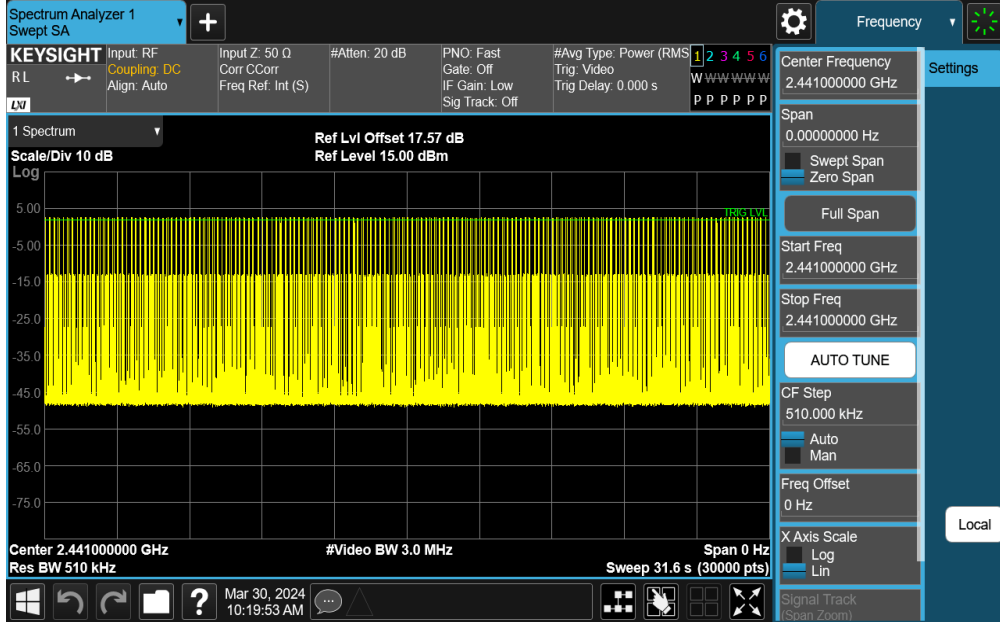 Spectrum Analyzer 1
Swept SA
Frequency
KEYSIGHT
RL
LXI
Input: RF
Coupling: DC
Align: Auto
Input Z: 50 Ω
Corr CCorr
Freq Ref: Int (S)
#Atten: 20 dB
PNO: Fast
Gate: Off
IF Gain: Low
Sig Track: Off
#Avg Type: Power (RMS
Trig: Video
Trig Delay: 0.000 s
1 2 3 4 5 6
W W W W W W
P P P P P P
1 Spectrum
Scale/Div 10 dB
Ref Lvl Offset 17.57 dB
Ref Level 15.00 dBm
Log
5.00
-5.00
-15.0
-25.0
-35.0
-45.0
-55.0
-65.0
-75.0
TRIG LVL
Center 2.441000000 GHz
Res BW 510 kHz
#Video BW 3.0 MHz
Span 0 Hz
Sweep 31.6 s (30000 pts)
Center Frequency
2.441000000 GHz
Settings
Span
0.00000000 Hz
Swept Span
Zero Span
Full Span
Start Freq
2.441000000 GHz
Stop Freq
2.441000000 GHz
AUTO TUNE
CF Step
510.000 kHz
Auto
Man
Freq Offset
0 Hz
X Axis Scale
Log
Lin
Signal Track
(Span Zoom)
Local
?
Mar 30, 2024
10:19:53 AM